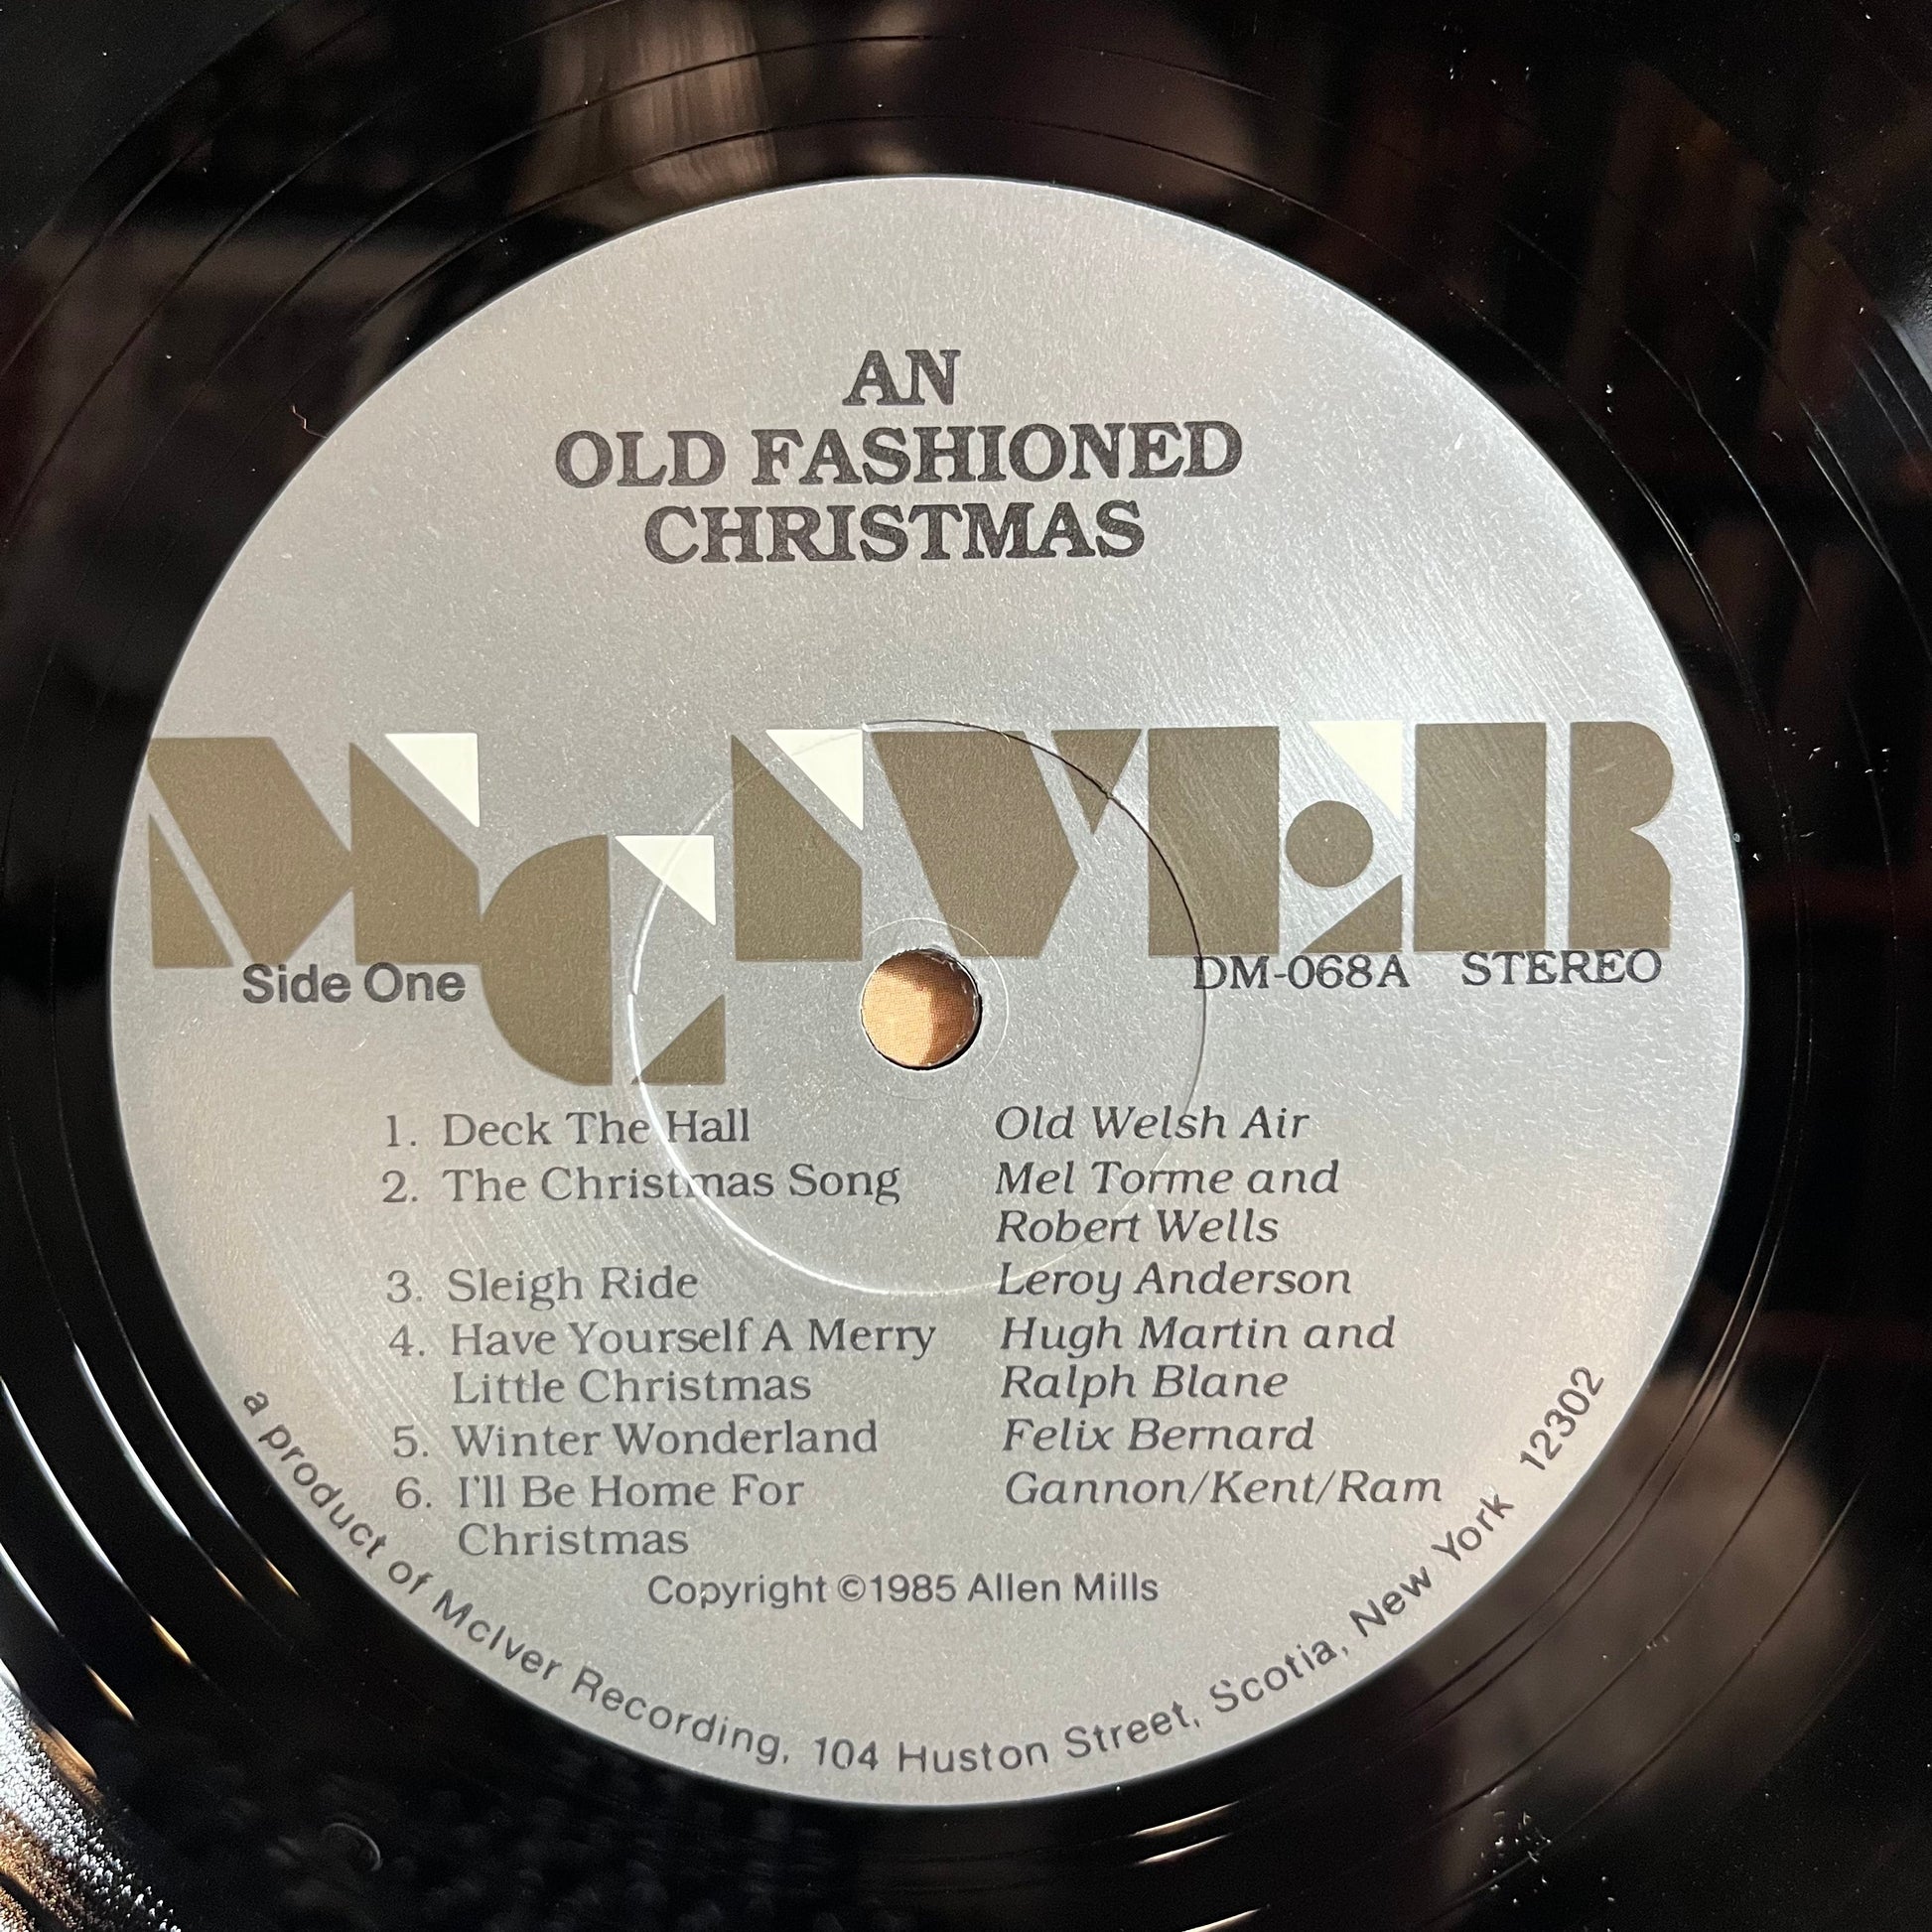 AN
OLD FASHIONED
CHRISTMAS
McIVER
Side One
DM-068A STEREO
1. Deck The Hall Old Welsh Air
2. The Christmas Song Mel Torme and
Robert Wells
3. Sleigh Ride Leroy Anderson
4. Have Yourself A Merry Hugh Martin and
Little Christmas Ralph Blane
5. Winter Wonderland Felix Bernard
6. I'll Be Home For Gannon/Kent/Ram
Christmas
Copyright ©1985 Allen Mills
a product of McIver Recording, 104 Huston Street, Scotia, New York 12302